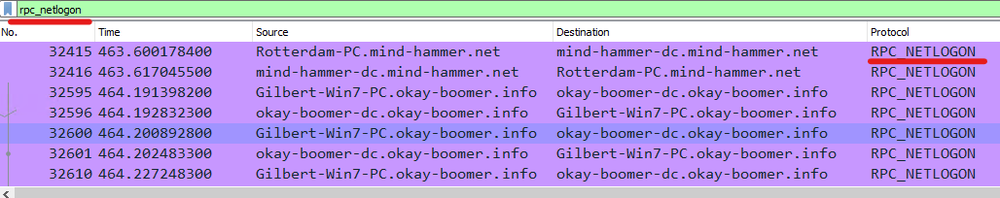 rpc_netlogon
No. Time Source Destination Protocol
32415 463.600178400 Rotterdam-PC.mind-hammer.net mind-hammer-dc.mind-hammer.net RPC_NETLOGON
32416 463.617045500 mind-hammer-dc.mind-hammer.net Rotterdam-PC.mind-hammer.net RPC_NETLOGON
32595 464.191398200 Gilbert-Win7-PC.okay-boomer.info okay-boomer-dc.okay-boomer.info RPC_NETLOGON
32596 464.192832300 okay-boomer-dc.okay-boomer.info Gilbert-Win7-PC.okay-boomer.info RPC_NETLOGON
32600 464.200892800 Gilbert-Win7-PC.okay-boomer.info okay-boomer-dc.okay-boomer.info RPC_NETLOGON
32601 464.202483300 okay-boomer-dc.okay-boomer.info Gilbert-Win7-PC.okay-boomer.info RPC_NETLOGON
32610 464.227248300 Gilbert-Win7-PC.okay-boomer.info okay-boomer-dc.okay-boomer.info RPC_NETLOGON